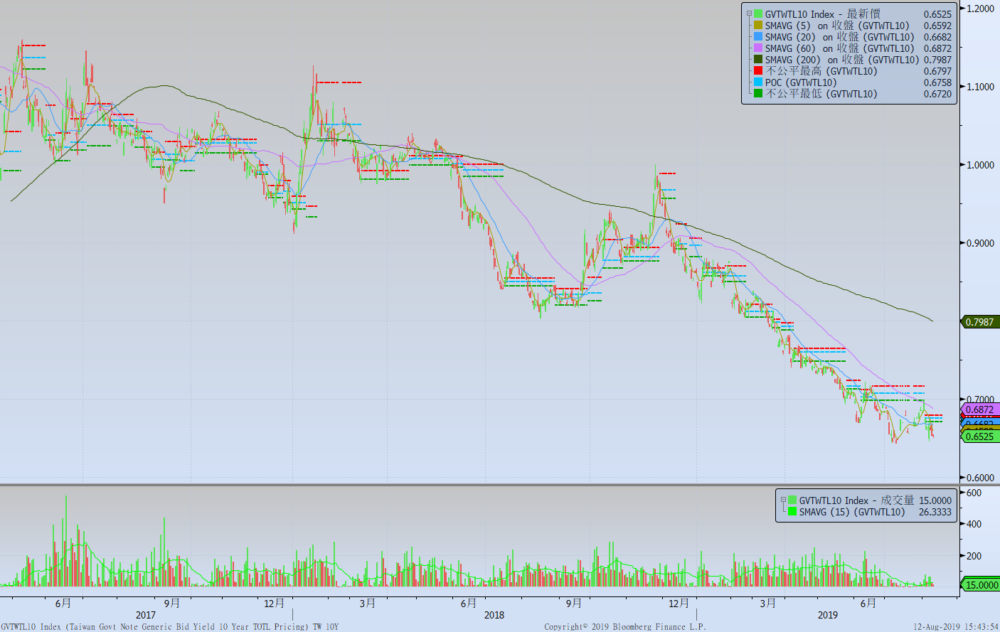 GVTWTL10 Index - 最新價 0.6525
SMAVG (5) on 收盤 (GVTWTL10) 0.6592
SMAVG (20) on 收盤 (GVTWTL10) 0.6682
SMAVG (60) on 收盤 (GVTWTL10) 0.6872
SMAVG (200) on 收盤 (GVTWTL10) 0.7987
不公平最高 (GVTWTL10) 0.6797
POC (GVTWTL10) 0.6758
不公平最低 (GVTWTL10) 0.6720
1.2000
1.1000
1.0000
0.9000
0.7987
0.7000
0.6872
0.6682
0.6525
0.6000
GVTWTL10 Index - 成交量 15.0000
SMAVG (15) (GVTWTL10) 26.3333
600
400
200
15.0000
6月 9月 12月 3月 6月 9月 12月 3月 6月
2017 2018 2019
GVTWTL10 Index (Taiwan Govt Note Generic Bid Yield 10 Year TOTL Pricing) TW 10Y Copyright© 2019 Bloomberg Finance L.P. 12-Aug-2019 15:43:54